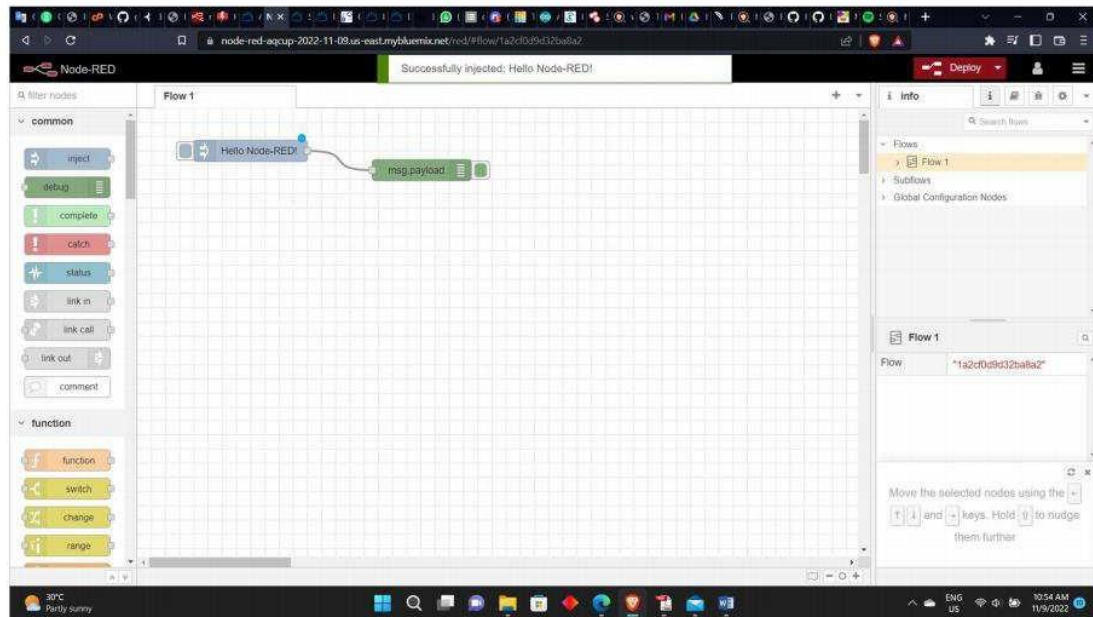 node-red-aqcup-2022-11-09.us-east.mybluemix.net/red/#flow/1a2cf0d9d32ba8a2
Node-RED
Successfully injected: Hello Node-RED!
Deploy
filter nodes
Flow 1
info
Search flows
common
inject
debug
complete
catch
status
link in
link call
link out
comment
function
function
switch
change
range
Hello Node-RED!
msg.payload
Flows
Flow 1
Subflows
Global Configuration Nodes
Flow 1
Flow "1a2cf0d9d32ba8a2"
Move the selected nodes using the ←
↑ ↓ and → keys. Hold ⇧ to nudge
them further
30°C
Partly sunny
ENG
US
10:54 AM
11/9/2022